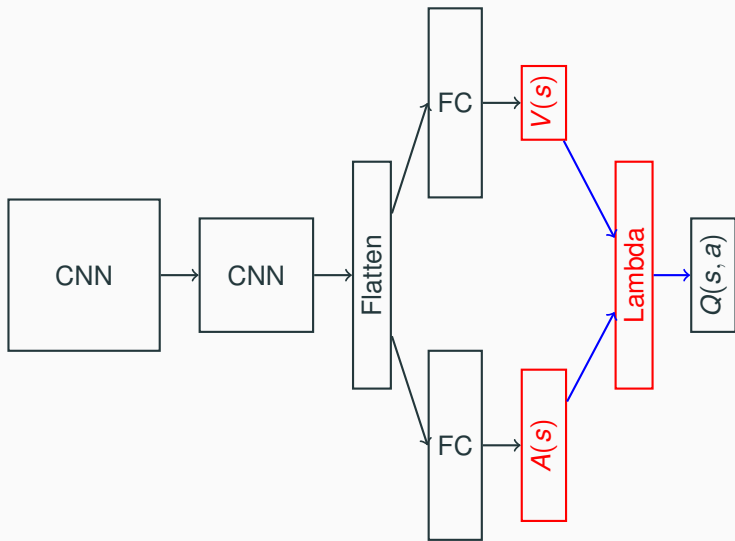 CNN
CNN
Flatten
FC
V(s)
FC
A(s)
Lambda
Q(s, a)